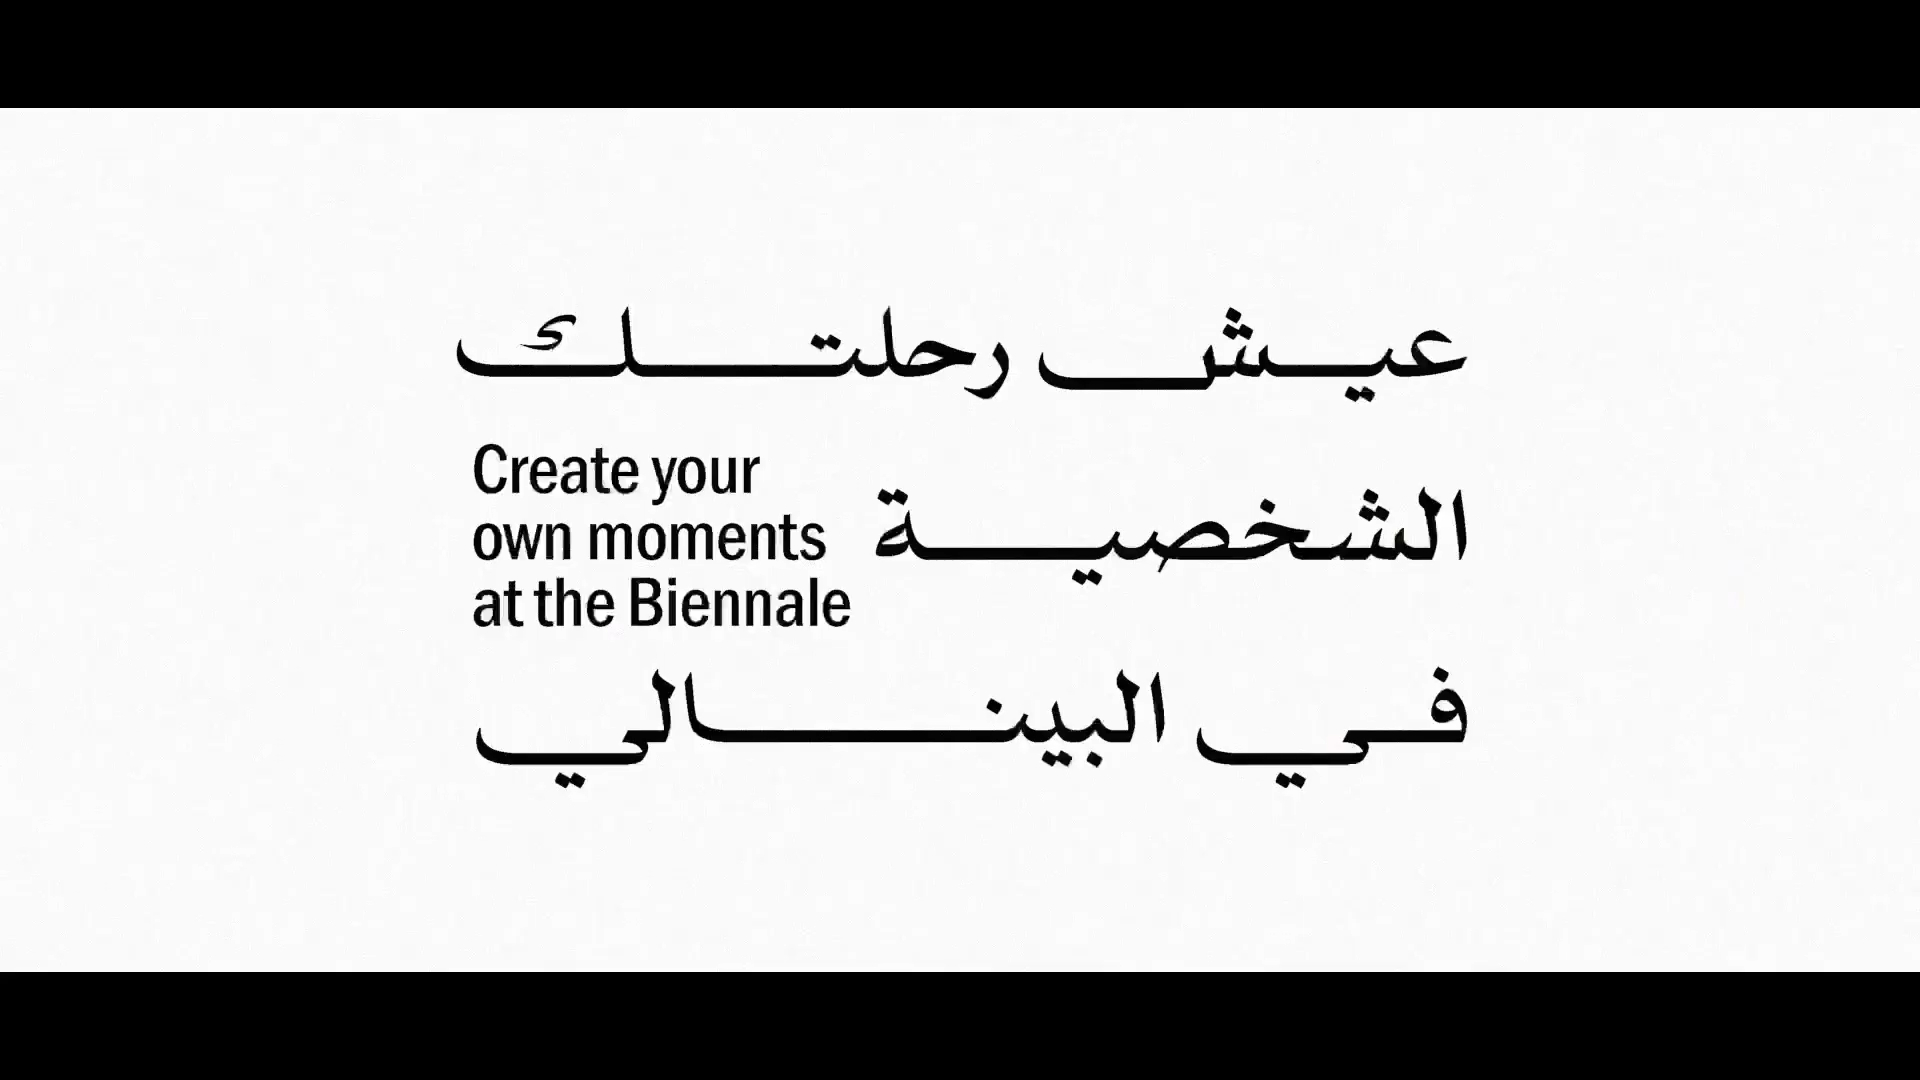 عيش رحلتك
الشخصية
في البينالي
Create your
own moments
at the Biennale